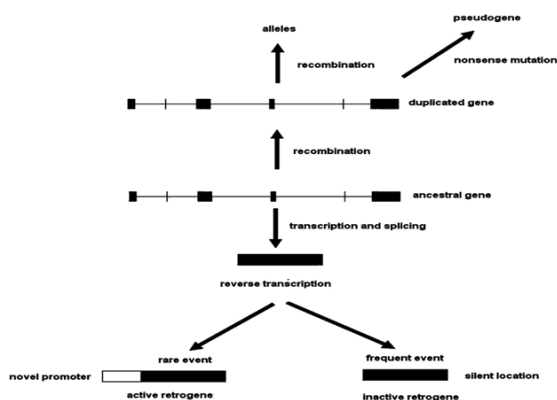 pseudogene
alleles
recombination
nonsense mutation
duplicated gene
recombination
ancestral gene
transcription and splicing
reverse transcription
rare event
frequent event
novel promoter
silent location
active retrogene
inactive retrogene